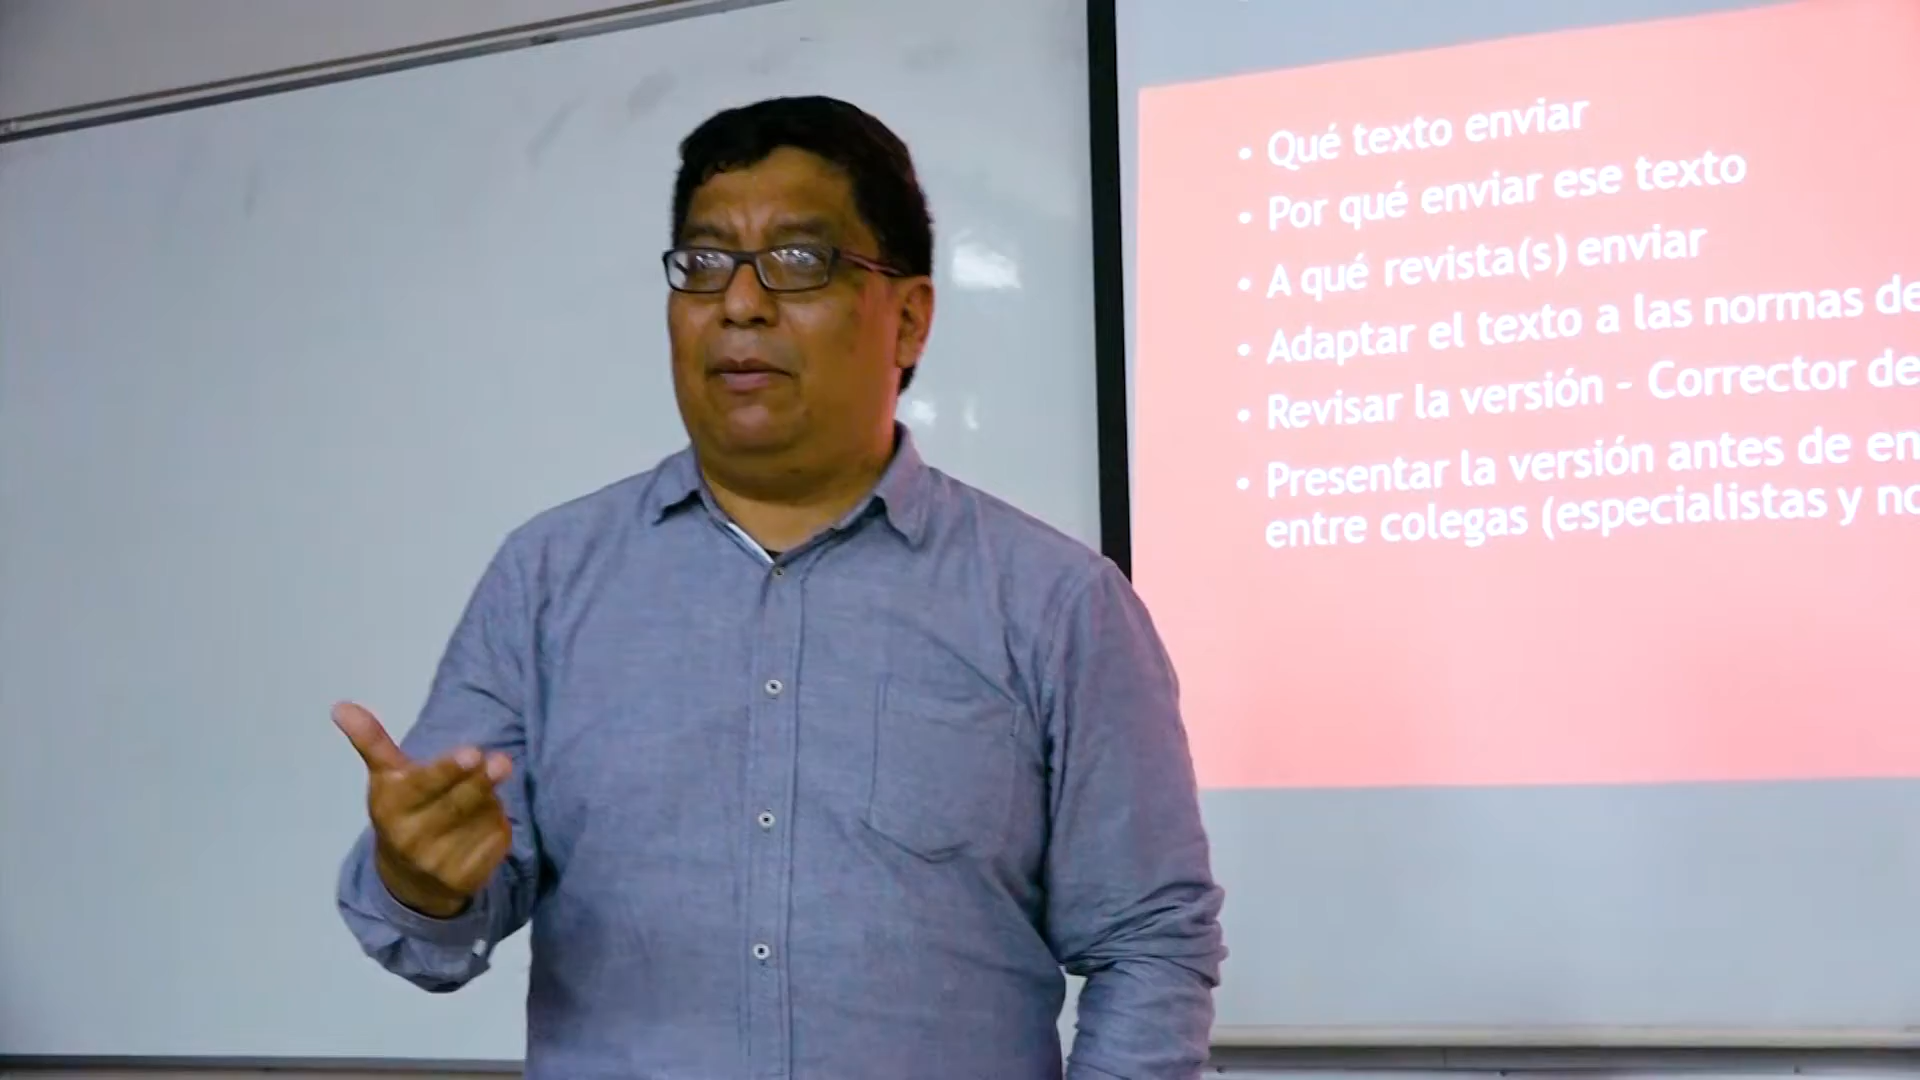 • Qué texto enviar
• Por qué enviar ese texto
• A qué revista(s) enviar
• Adaptar el texto a las normas de
• Revisar la versión - Corrector de
• Presentar la versión antes de en
entre colegas (especialistas y no